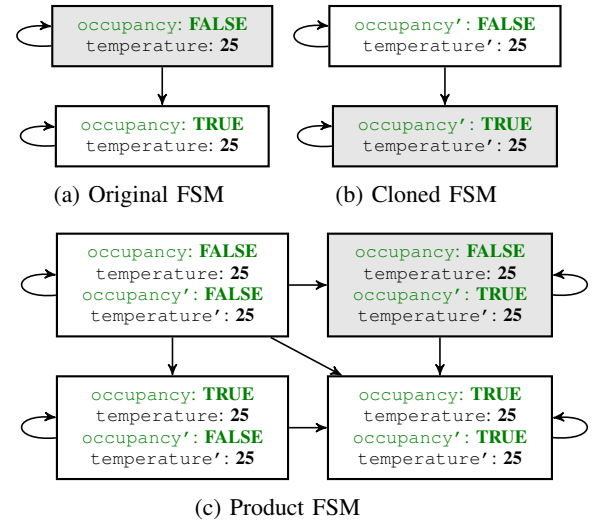 occupancy: FALSE
temperature: 25
occupancy': FALSE
temperature': 25
occupancy: TRUE
temperature: 25
occupancy': TRUE
temperature': 25
(a) Original FSM
(b) Cloned FSM
occupancy: FALSE
temperature: 25
occupancy': FALSE
temperature': 25
occupancy: FALSE
temperature: 25
occupancy': TRUE
temperature': 25
occupancy: TRUE
temperature: 25
occupancy': FALSE
temperature': 25
occupancy: TRUE
temperature: 25
occupancy': TRUE
temperature': 25
(c) Product FSM